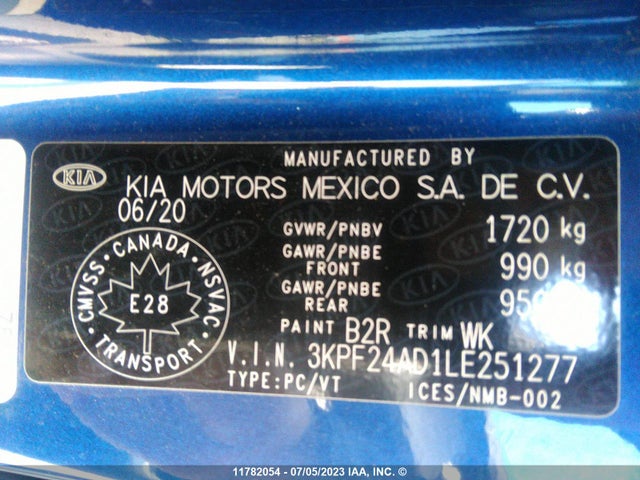 MANUFACTURED BY
KIA
KIA MOTORS MEXICO S.A. DE C.V.
06/20
GVWR/PNBV 1720 kg
GAWR/PNBE FRONT 990 kg
GAWR/PNBE REAR
CANADA
CMVSS NSVAC
E28
TRANSPORT
PAINT B2R TRIM WK
V.I.N. 3KPF24AD1LE251277
TYPE:PC/VT ICES/NMB-002
11782054 - 07/05/2023 IAA, INC. ©